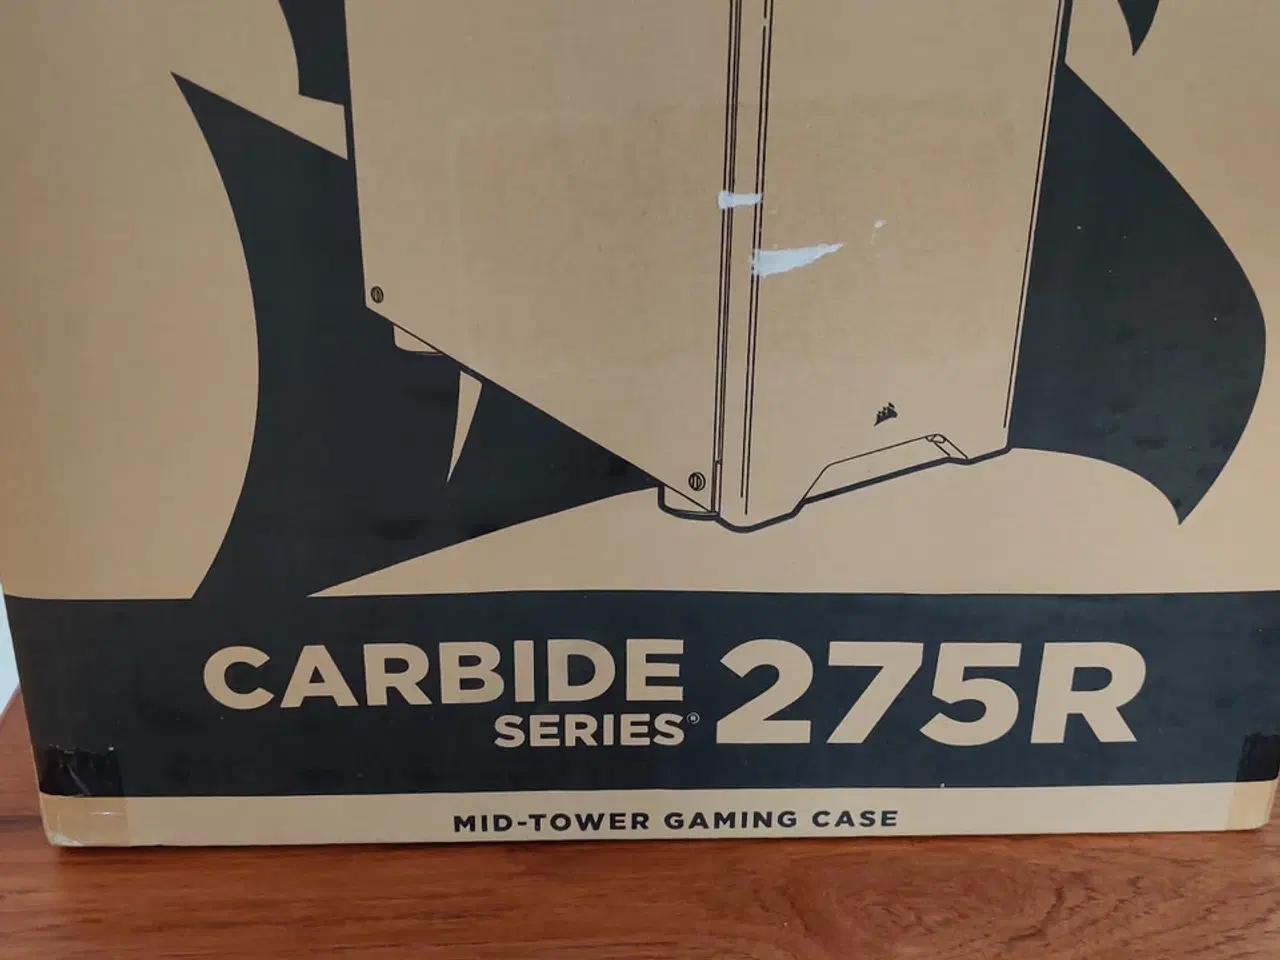 CARBIDE 275R
SERIES®
MID-TOWER GAMING CASE